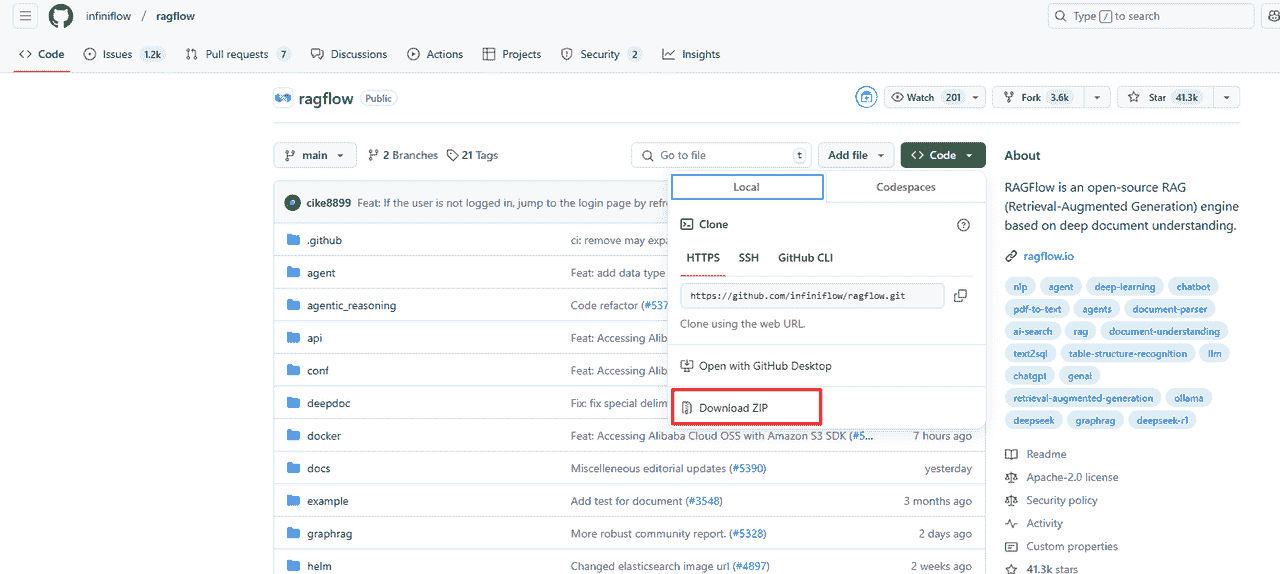 infiniflow / ragflow
Type / to search
Code Issues 1.2k Pull requests 7 Discussions Actions Projects Security 2 Insights
ragflow Public
Watch 201 Fork 3.6k Star 41.3k
main 2 Branches 21 Tags Go to file t Add file Code
Local Codespaces
Clone
HTTPS SSH GitHub CLI
https://github.com/infiniflow/ragflow.git
Clone using the web URL.
Open with GitHub Desktop
Download ZIP
cike8899 Feat: If the user is not logged in, jump to the login page by refre
.github ci: remove may expa
agent Feat: add data type
agentic_reasoning Code refactor (#537
api Feat: Accessing Alibab
conf Feat: Accessing Alibab
deepdoc Fix: fix special delim
docker Feat: Accessing Alibaba Cloud OSS with Amazon S3 SDK (#5... 7 hours ago
docs Miscellaneous editorial updates (#5390) yesterday
example Add test for document (#3548) 3 months ago
graphrag More robust community report. (#5328) 2 days ago
helm Changed elasticsearch image url (#4897) 2 weeks ago
About
RAGFlow is an open-source RAG
(Retrieval-Augmented Generation) engine
based on deep document understanding.
ragflow.io
nlp agent deep-learning chatbot
pdf-to-text agents document-parser
ai-search rag document-understanding
text2sql table-structure-recognition llm
chatgpt genai
retrieval-augmented-generation ollama
deepseek graphrag deepseek-r1
Readme
Apache-2.0 license
Security policy
Activity
Custom properties
41.3k stars